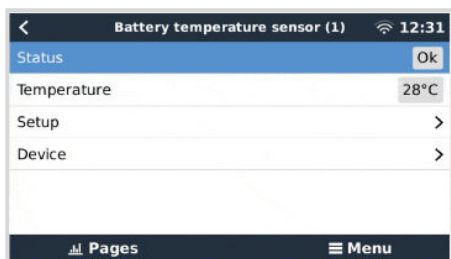 Battery temperature sensor (1) 12:31
Status Ok
Temperature 28°C
Setup
Device
Pages Menu